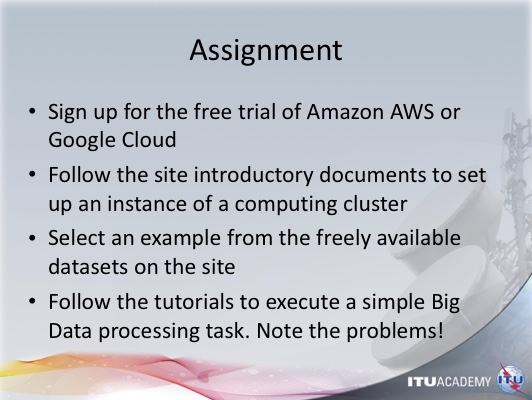 Assignment
• Sign up for the free trial of Amazon AWS or
Google Cloud
• Follow the site introductory documents to set
up an instance of a computing cluster
• Select an example from the freely available
datasets on the site
• Follow the tutorials to execute a simple Big
Data processing task. Note the problems!
ITUACADEMY ITU